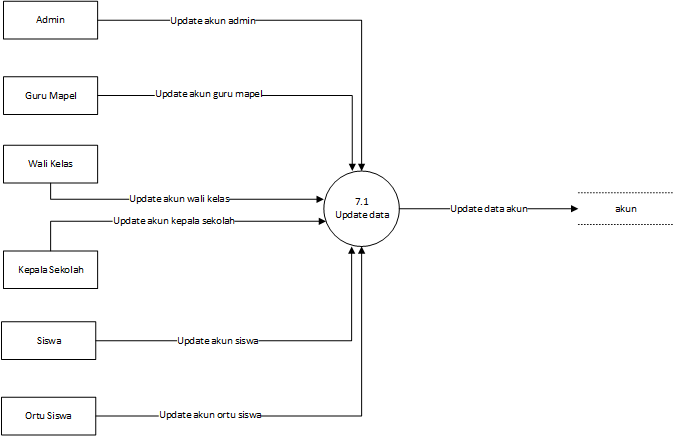 Admin
Update akun admin
Guru Mapel
Update akun guru mapel
Wali Kelas
Update akun wali kelas
7.1
Update data
Update data akun
akun
Update akun kepala sekolah
Kepala Sekolah
Siswa
Update akun siswa
Ortu Siswa
Update akun ortu siswa